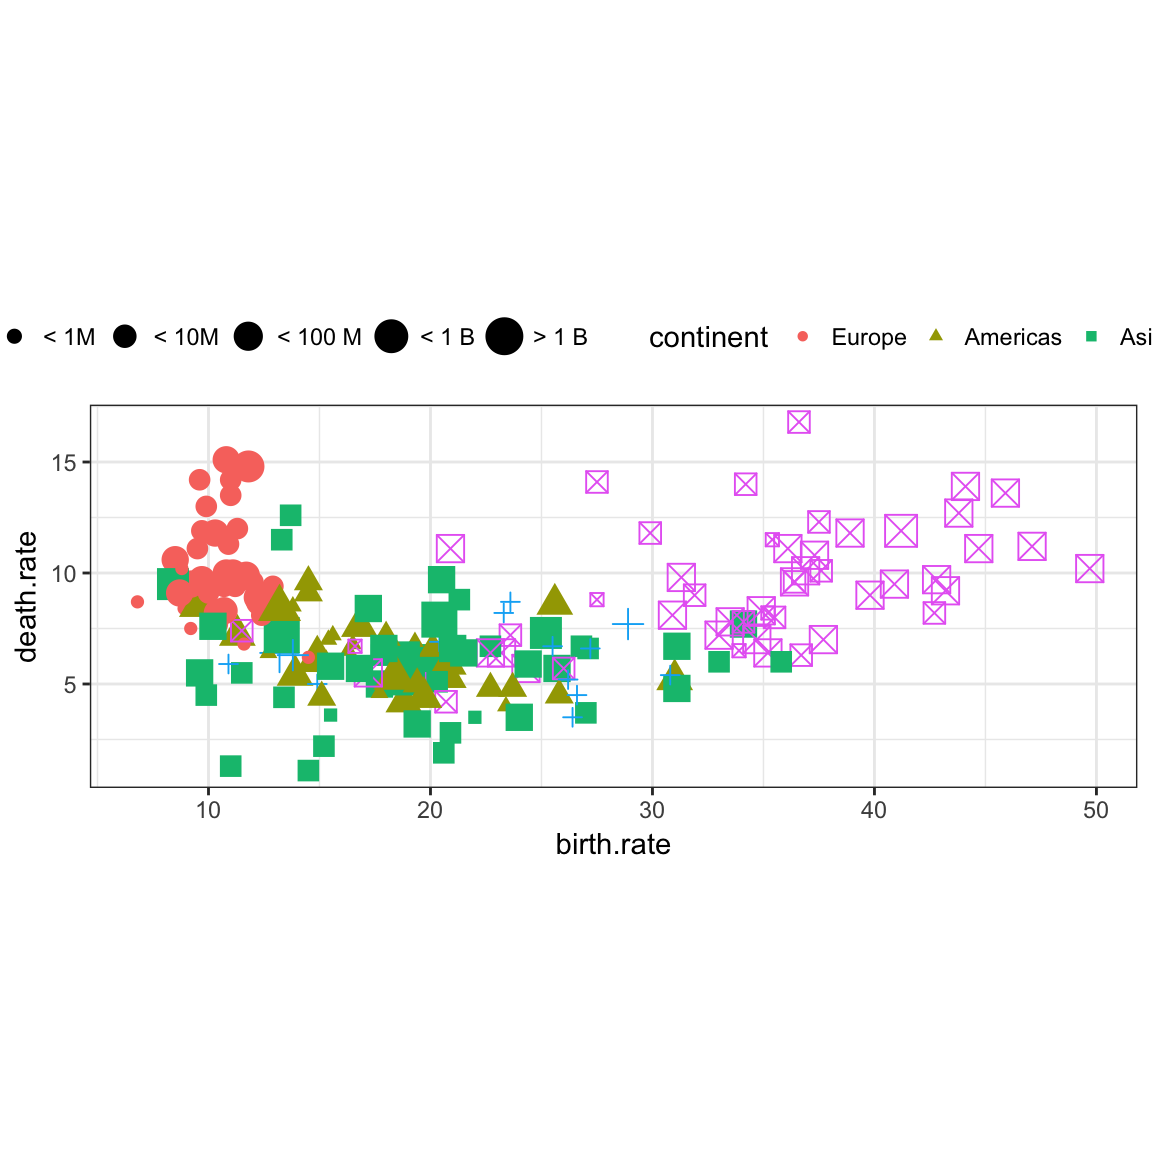 < 1M < 10M < 100 M < 1 B > 1 B continent Europe Americas Asi
15
10
5
death.rate
10 20 30 40 50
birth.rate